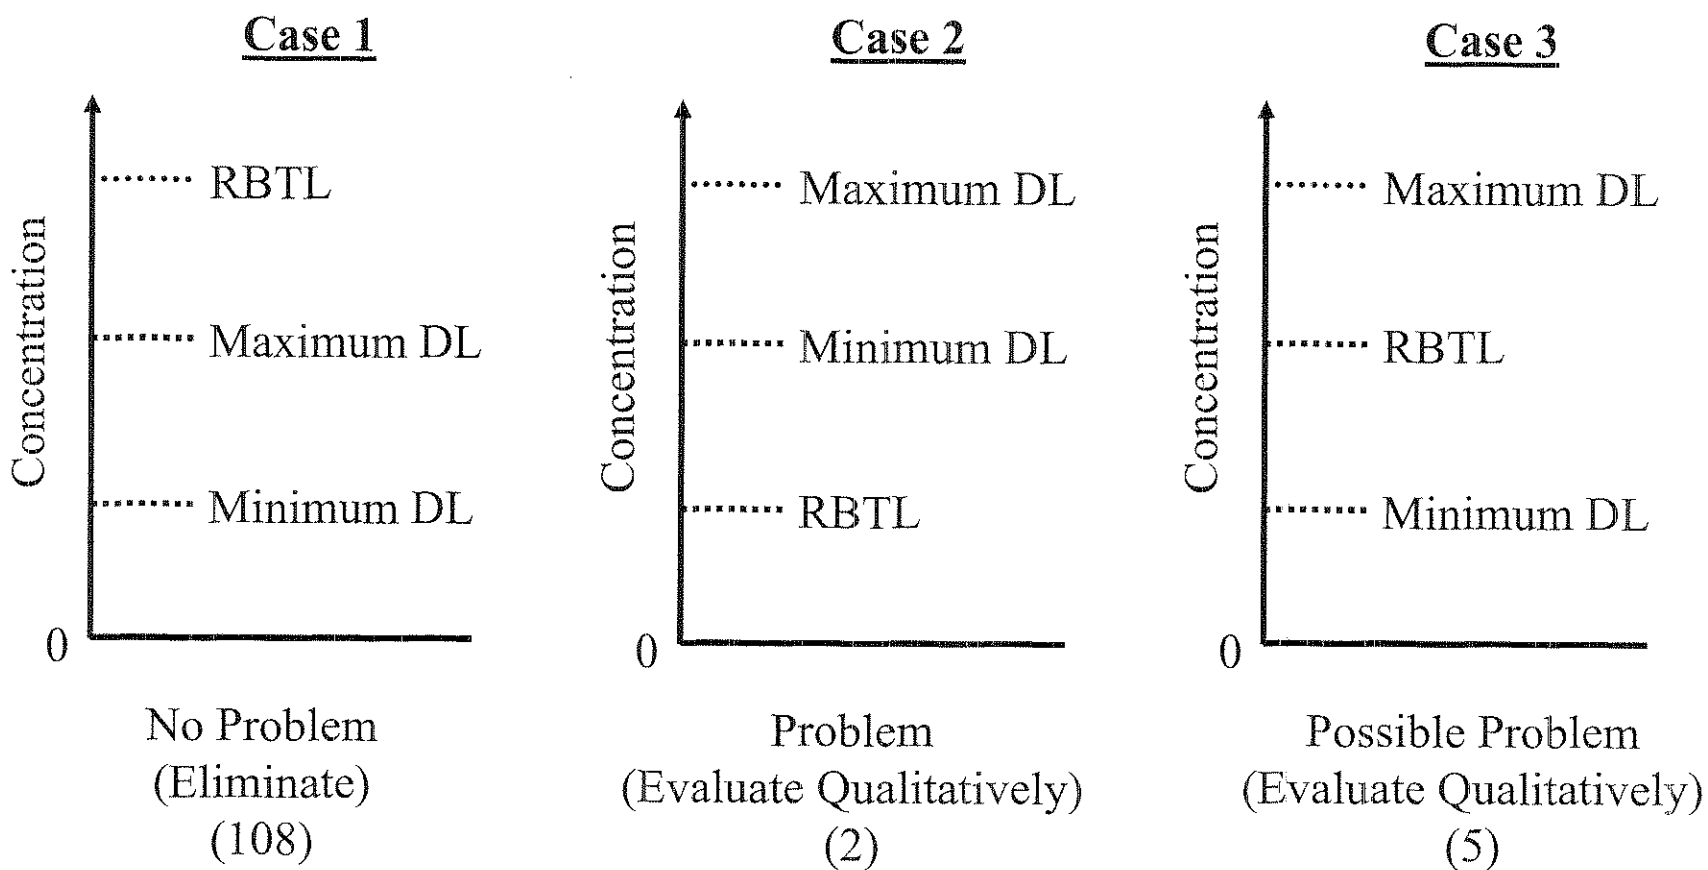 Case 1
Concentration
RBTL
Maximum DL
Minimum DL
0
No Problem
(Eliminate)
(108)
Case 2
Concentration
Maximum DL
Minimum DL
RBTL
0
Problem
(Evaluate Qualitatively)
(2)
Case 3
Concentration
Maximum DL
RBTL
Minimum DL
0
Possible Problem
(Evaluate Qualitatively)
(5)